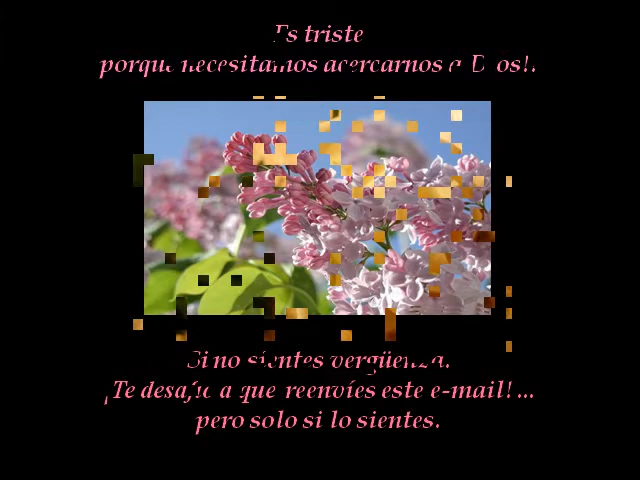 Es triste
porque necesitamos acercarnos a Dios!.
Si no sientes vergüenza.
¡Te desafío a que reenvíes este e-mail!...
pero solo si lo sientes.